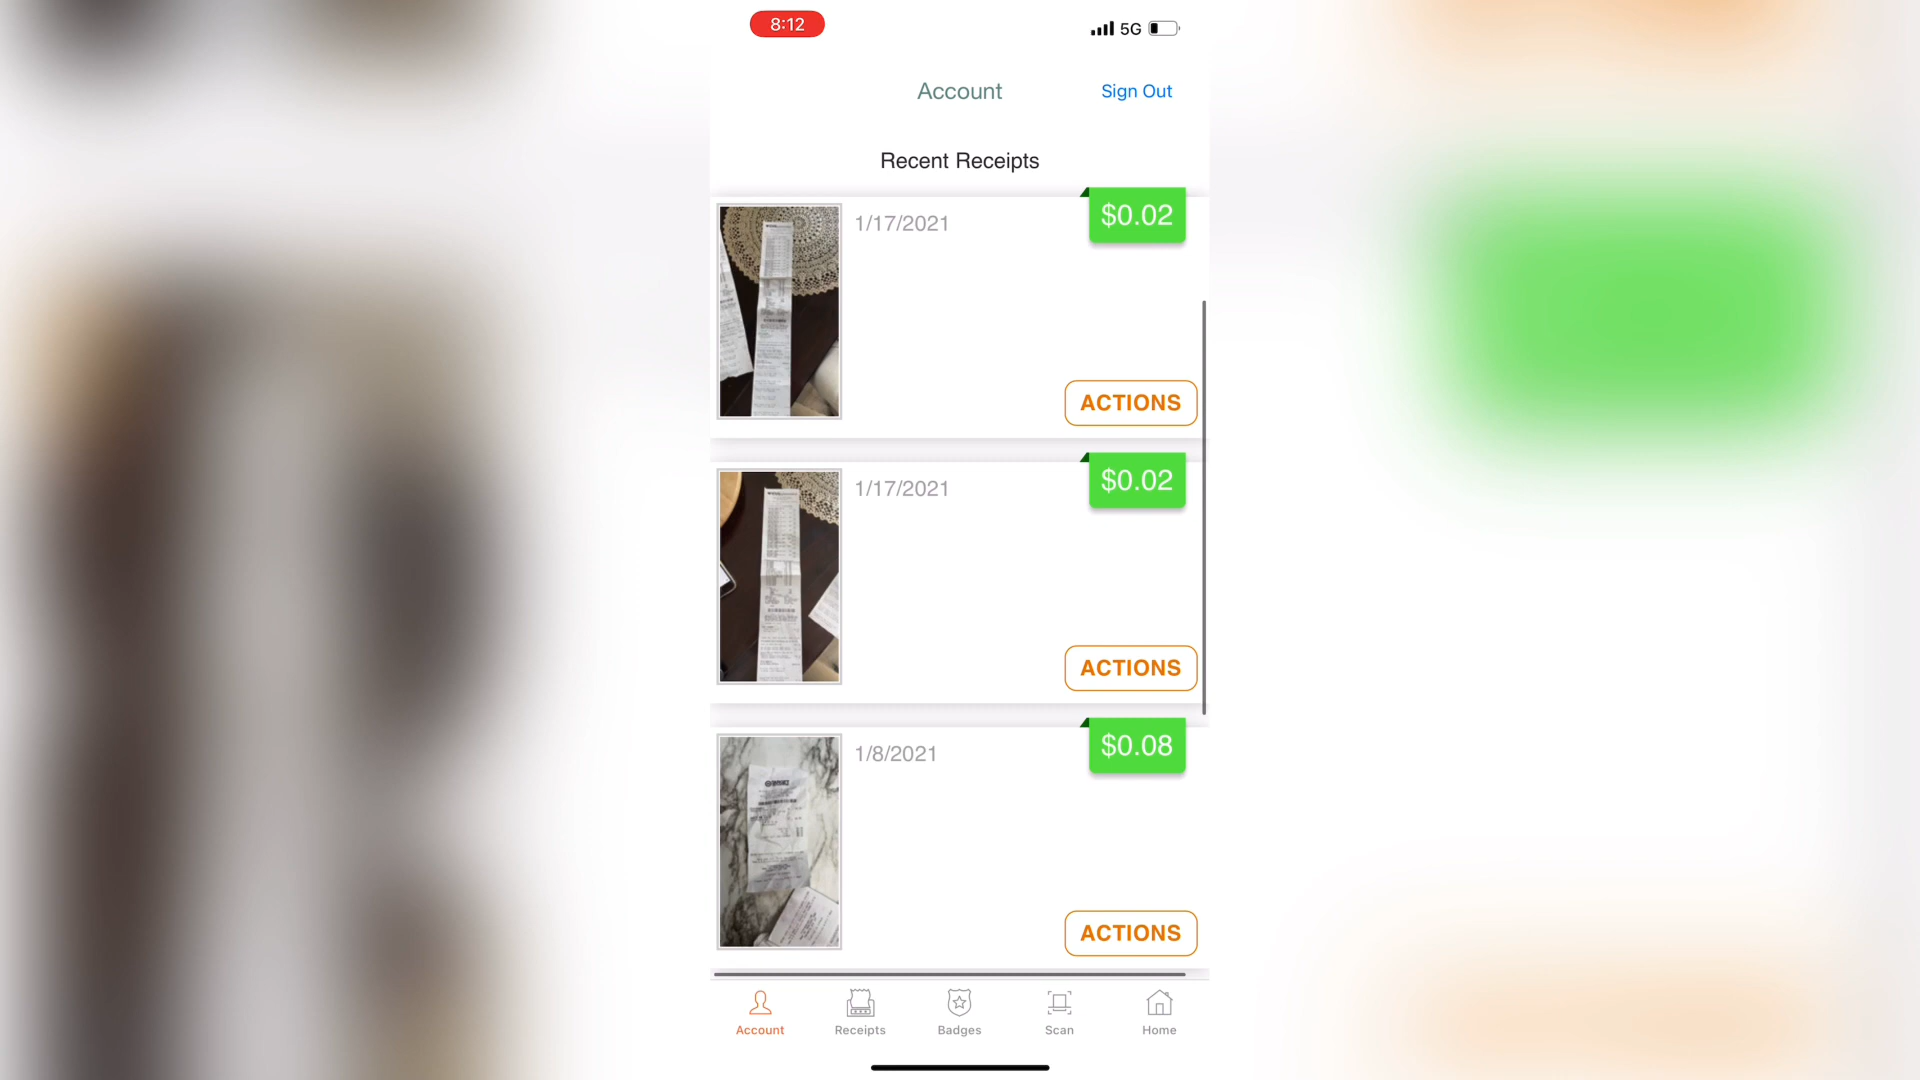 8:12
5G
Account
Sign Out
Recent Receipts
1/17/2021
$0.02
ACTIONS
1/17/2021
$0.02
ACTIONS
1/8/2021
$0.08
ACTIONS
Account
Receipts
Badges
Scan
Home